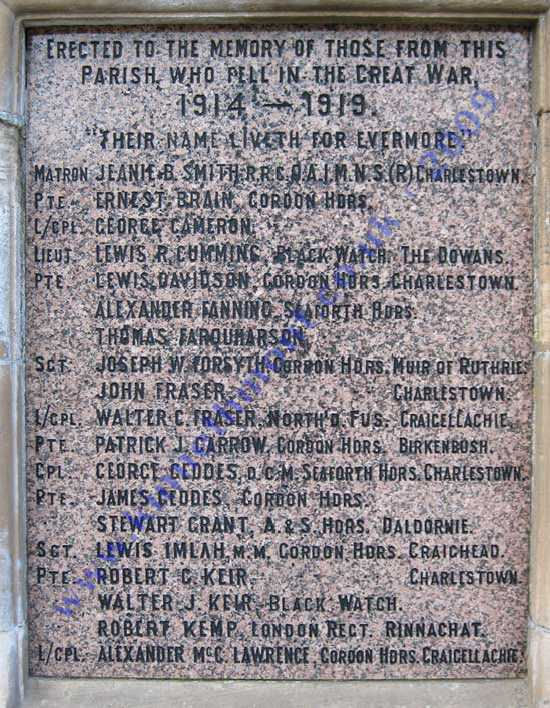 ERECTED TO THE MEMORY OF THOSE FROM THIS
PARISH, WHO FELL IN THE GREAT WAR,
1914 — 1919.
"THEIR NAME LIVETH FOR EVERMORE."
MATRON JEANIE B. SMITH, R.R.C. Q.A.I.M.N.S.(R) CHARLESTOWN.
PTE. ERNEST BRAIN, GORDON HDRS.
L/CPL. GEORGE CAMERON.
LIEUT. LEWIS R. CUMMING, BLACK WATCH. THE DOWANS.
PTE. LEWIS DAVIDSON, GORDON HDRS. CHARLESTOWN.
ALEXANDER FANNING, SEAFORTH HDRS.
THOMAS FARQUHARSON,
SGT. JOSEPH W. FORSYTH, GORDON HDRS. MUIR OF RUTHRIE.
JOHN FRASER. CHARLESTOWN.
L/CPL. WALTER C. FRASER, NORTH'D. FUS. CRAIGELLACHIE.
PTE. PATRICK J. GARROW, GORDON HDRS. BIRKENBUSH.
CPL. GEORGE GEDDES, D.C.M. SEAFORTH HDRS. CHARLESTOWN.
PTE. JAMES GEDDES, GORDON HDRS.
STEWART GRANT, A & S. HDRS. DALDORNIE.
SGT. LEWIS IMLAH, M.M. GORDON HDRS. CRAIGHEAD.
PTE. ROBERT G. KEIR. CHARLESTOWN.
WALTER J. KEIR, BLACK WATCH.
ROBERT KEMP, LONDON REGT. RINNACHAT.
L/CPL. ALEXANDER McC. LAWRENCE, GORDON HDRS. CRAIGELLACHIE.